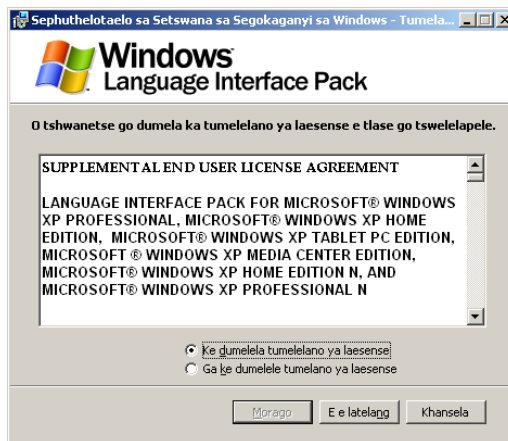 Sephuthelotaelo sa Setswana sa Segokaganyi sa Windows - Tumela...
Windows
Language Interface Pack
O tshwanetse go dumela ka tumelelano ya laesense e tlase go tswelapele.
SUPPLEMENTAL END USER LICENSE AGREEMENT
LANGUAGE INTERFACE PACK FOR MICROSOFT® WINDOWS
XP PROFESSIONAL, MICROSOFT® WINDOWS XP HOME
EDITION, MICROSOFT® WINDOWS XP TABLET PC EDITION,
MICROSOFT ® WINDOWS XP MEDIA CENTER EDITION,
MICROSOFT® WINDOWS XP HOME EDITION N, AND
MICROSOFT® WINDOWS XP PROFESSIONAL N
Ke dumelela tumelelano ya laesense
Ga ke dumelele tumelano ya laesense
Morago E e latelang Khansela